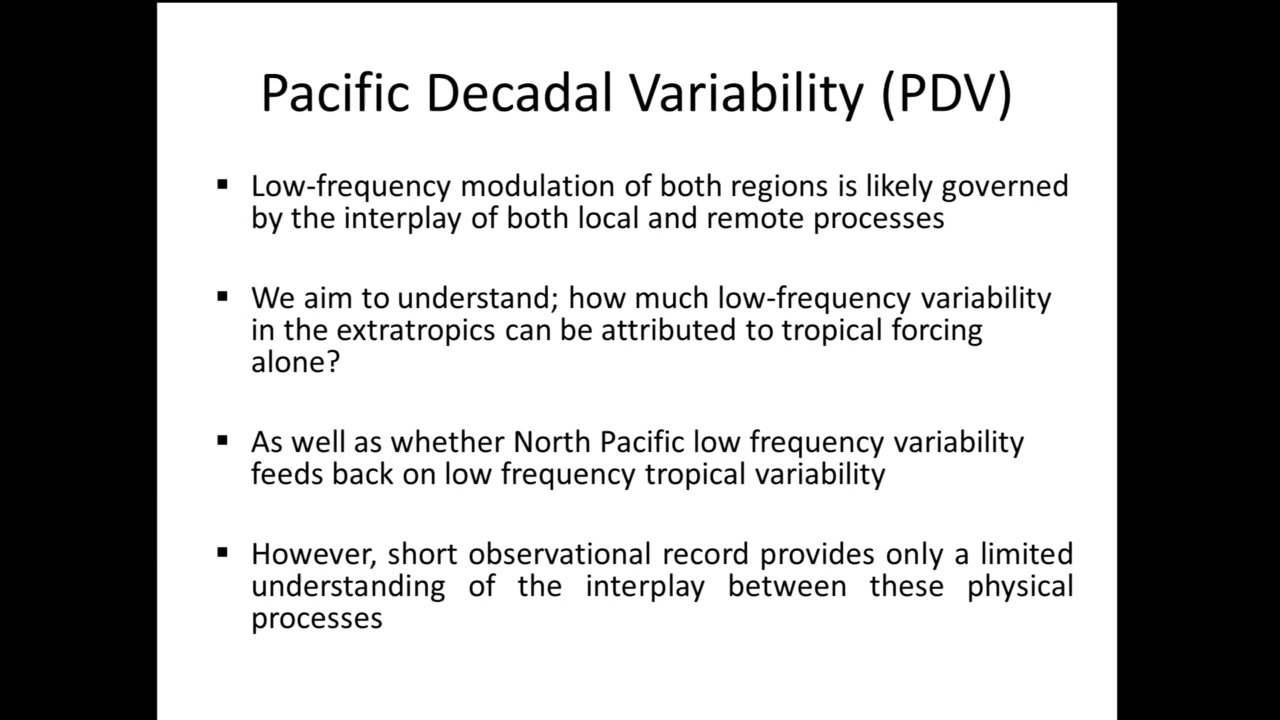 Pacific Decadal Variability (PDV)
▪ Low-frequency modulation of both regions is likely governed
by the interplay of both local and remote processes
▪ We aim to understand; how much low-frequency variability
in the extratropics can be attributed to tropical forcing
alone?
▪ As well as whether North Pacific low frequency variability
feeds back on low frequency tropical variability
▪ However, short observational record provides only a limited
understanding of the interplay between these physical
processes